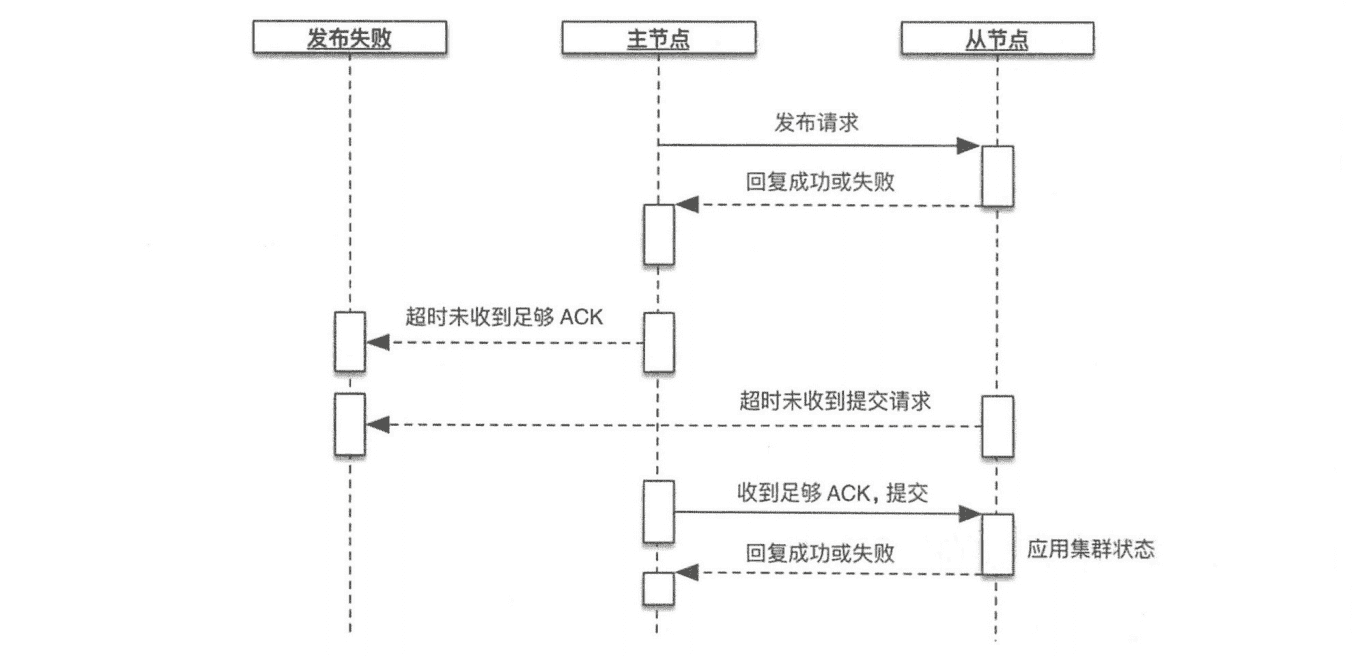 发布失败
主节点
从节点
发布请求
回复成功或失败
超时未收到足够 ACK
超时未收到提交请求
收到足够 ACK，提交
应用集群状态
回复成功或失败